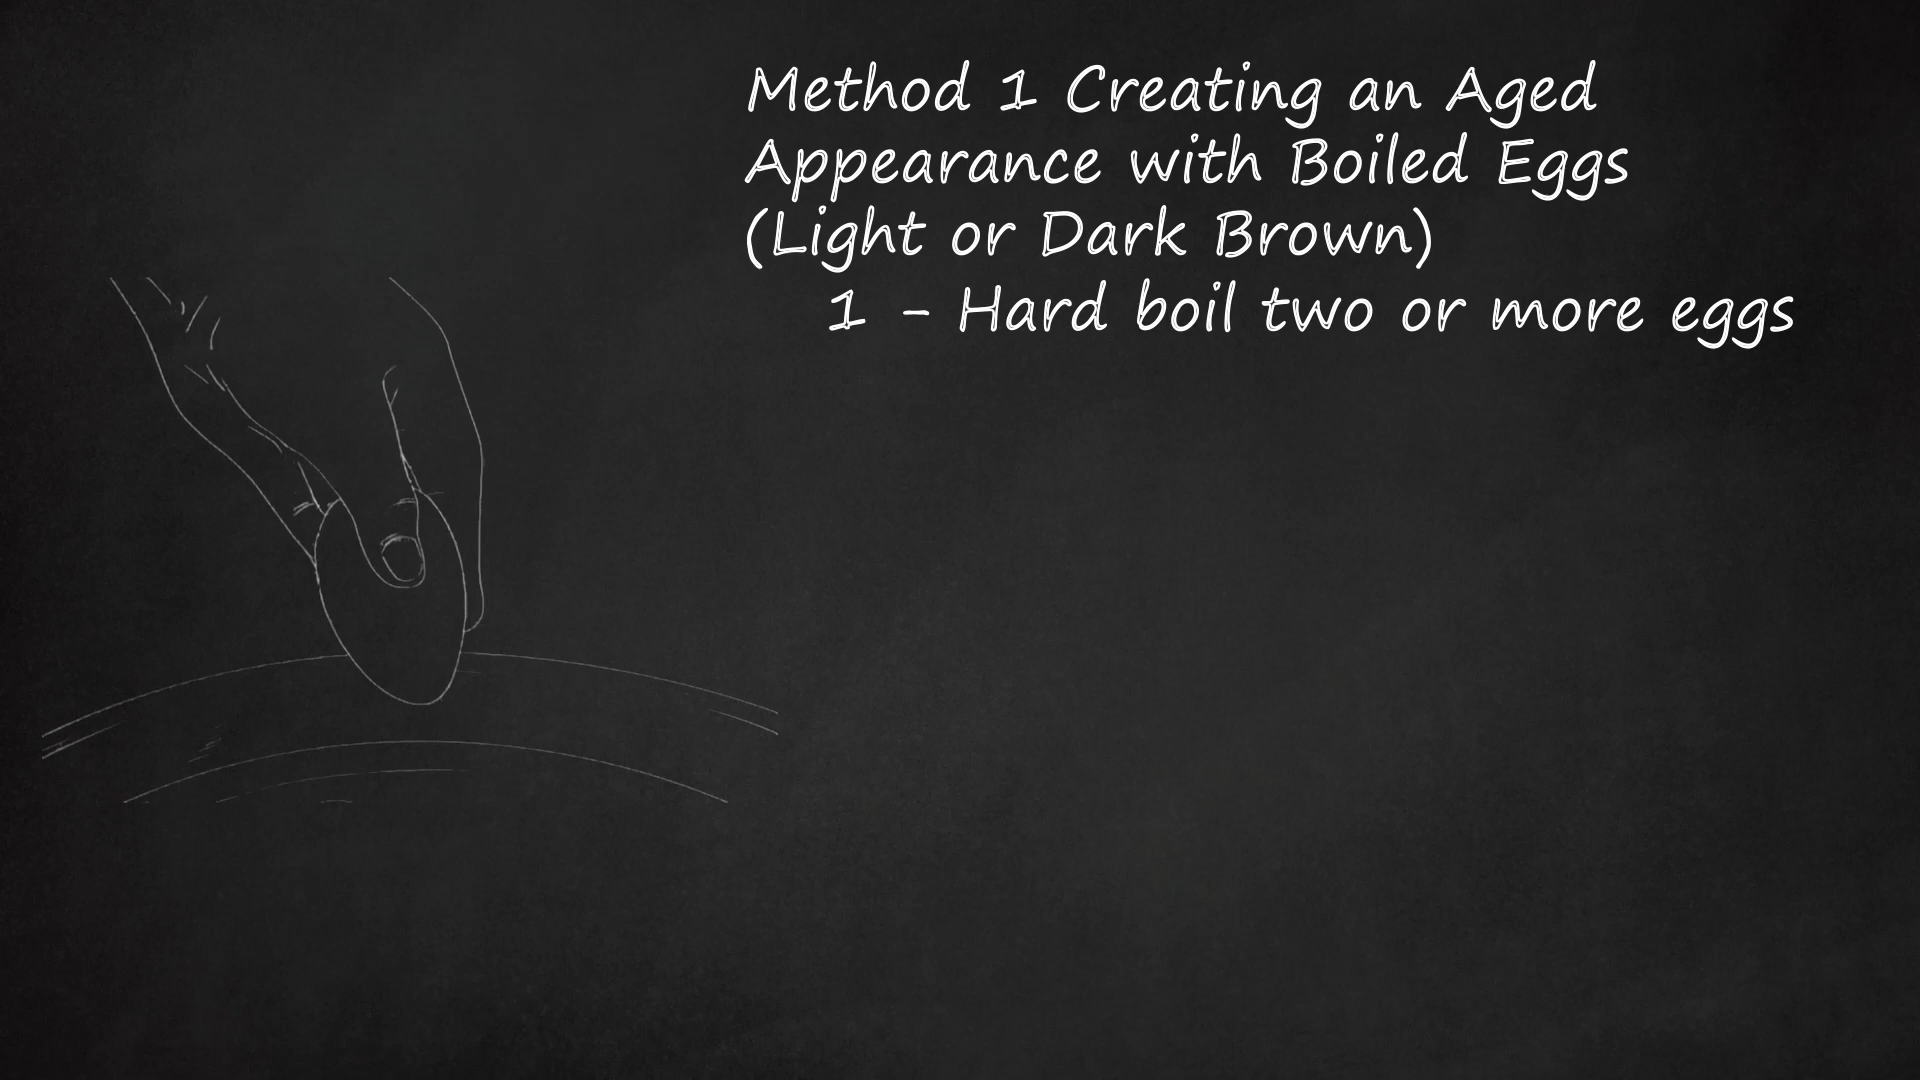 Method 1 Creating an Aged
Appearance with Boiled Eggs
(Light or Dark Brown)
1 - Hard boil two or more eggs